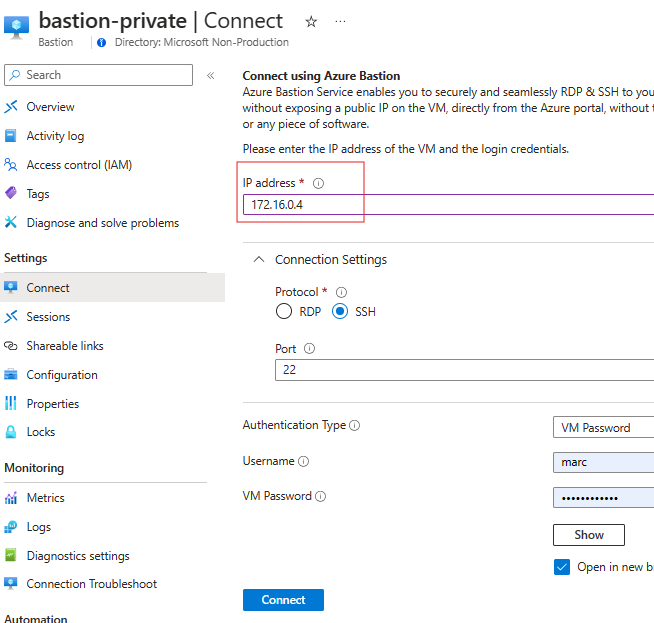 bastion-private | Connect ☆ ...
Bastion Directory: Microsoft Non-Production
Search «
Overview
Activity log
Access control (IAM)
Tags
Diagnose and solve problems
Settings
Connect
Sessions
Shareable links
Configuration
Properties
Locks
Monitoring
Metrics
Logs
Diagnostics settings
Connection Troubleshoot
Automation
Connect using Azure Bastion
Azure Bastion Service enables you to securely and seamlessly RDP & SSH to you
without exposing a public IP on the VM, directly from the Azure portal, without
or any piece of software.
Please enter the IP address of the VM and the login credentials.
IP address *
172.16.0.4
Connection Settings
Protocol *
RDP SSH
Port
22
Authentication Type VM Password
Username marc
VM Password ••••••••••••
Show
Open in new b
Connect